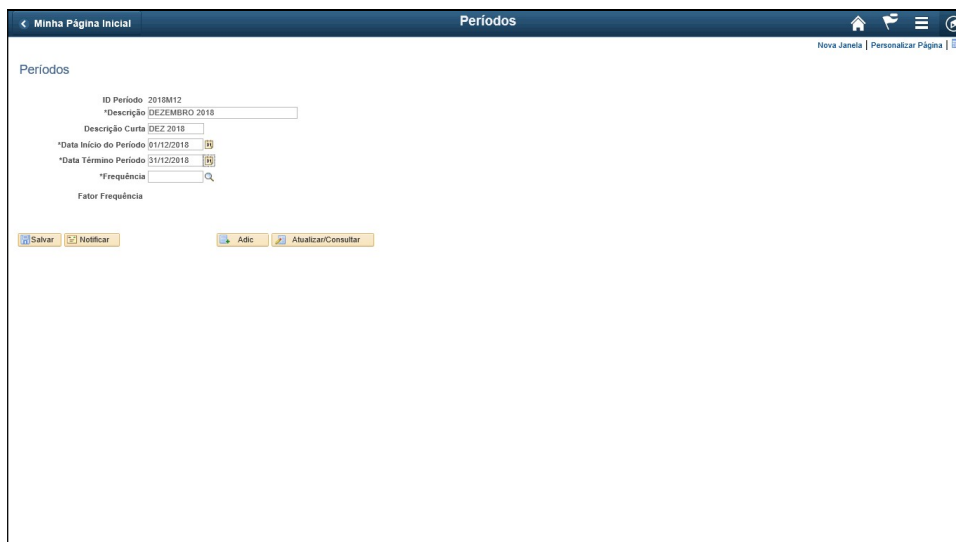 Minha Página Inicial
Períodos
Nova Janela | Personalizar Página |
Períodos
ID Período 2018M12
*Descrição DEZEMBRO 2018
Descrição Curta DEZ 2018
*Data Início do Período 01/12/2018
*Data Término Período 31/12/2018
*Frequência
Fator Frequência
Salvar Notificar Adic Atualizar/Consultar